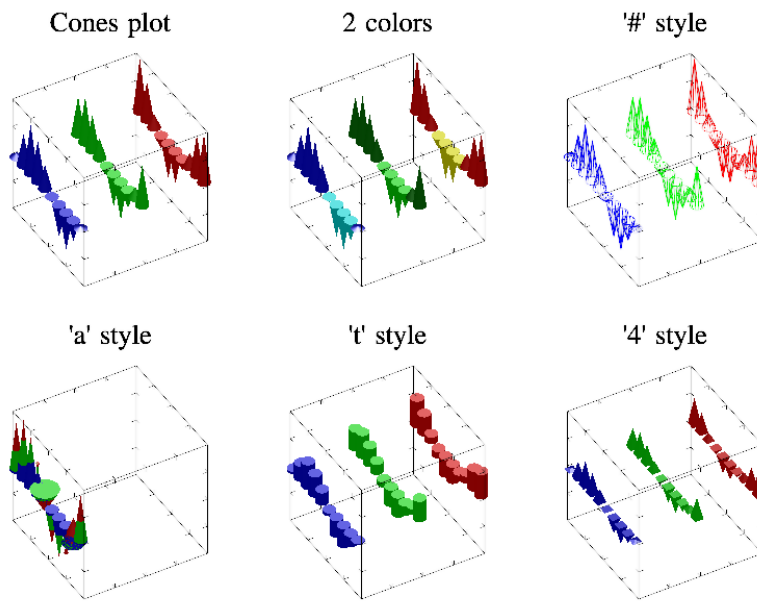 Cones plot
2 colors
'#' style
'a' style
't' style
'4' style